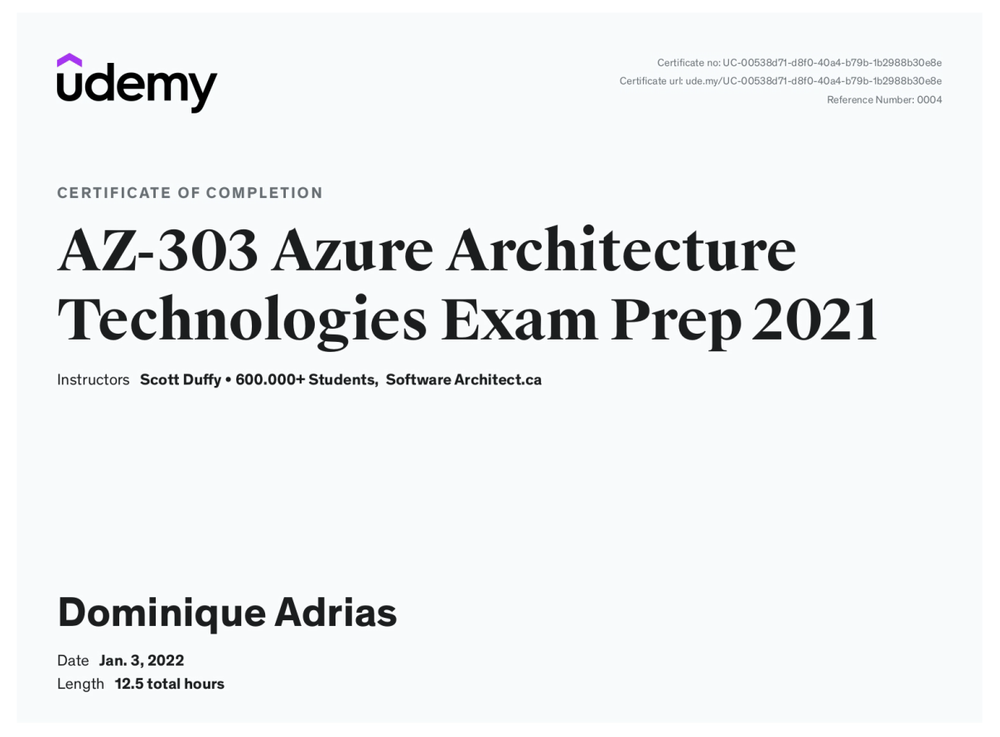 udemy
Certificate no: UC-00538d71-d8f0-40a4-b79b-1b2988b30e8e
Certificate url: ude.my/UC-00538d71-d8f0-40a4-b79b-1b2988b30e8e
Reference Number: 0004
CERTIFICATE OF COMPLETION
AZ-303 Azure Architecture
Technologies Exam Prep 2021
Instructors Scott Duffy • 600.000+ Students, Software Architect.ca
Dominique Adrias
Date Jan. 3, 2022
Length 12.5 total hours